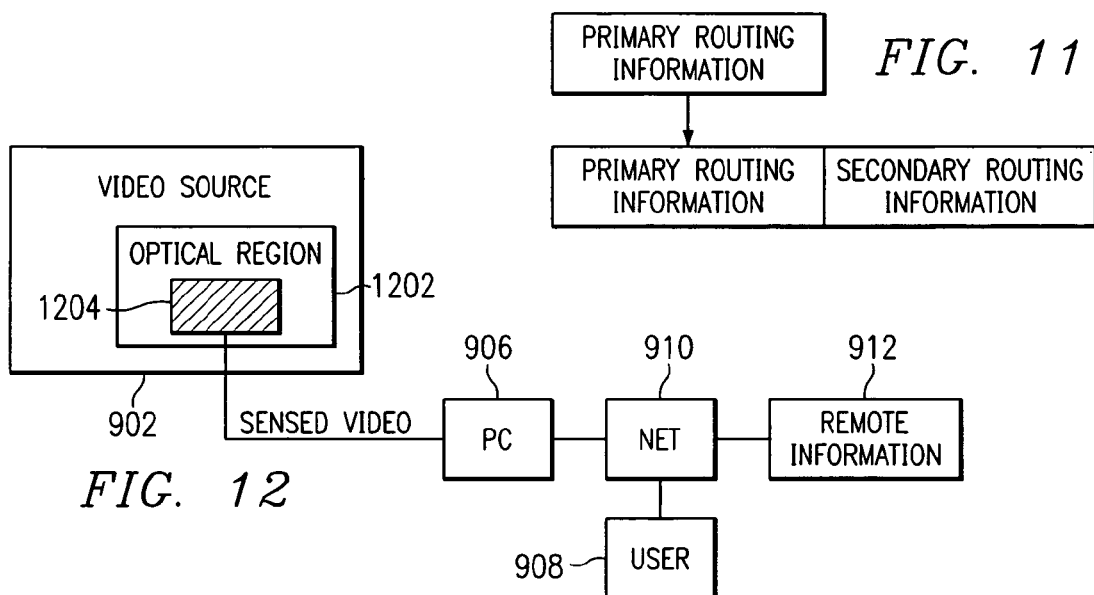 PRIMARY ROUTING
INFORMATION
FIG. 11
PRIMARY ROUTING
INFORMATION
SECONDARY ROUTING
INFORMATION
VIDEO SOURCE
OPTICAL REGION
1204
1202
902
SENSED VIDEO
906
PC
910
NET
912
REMOTE
INFORMATION
908
USER
FIG. 12